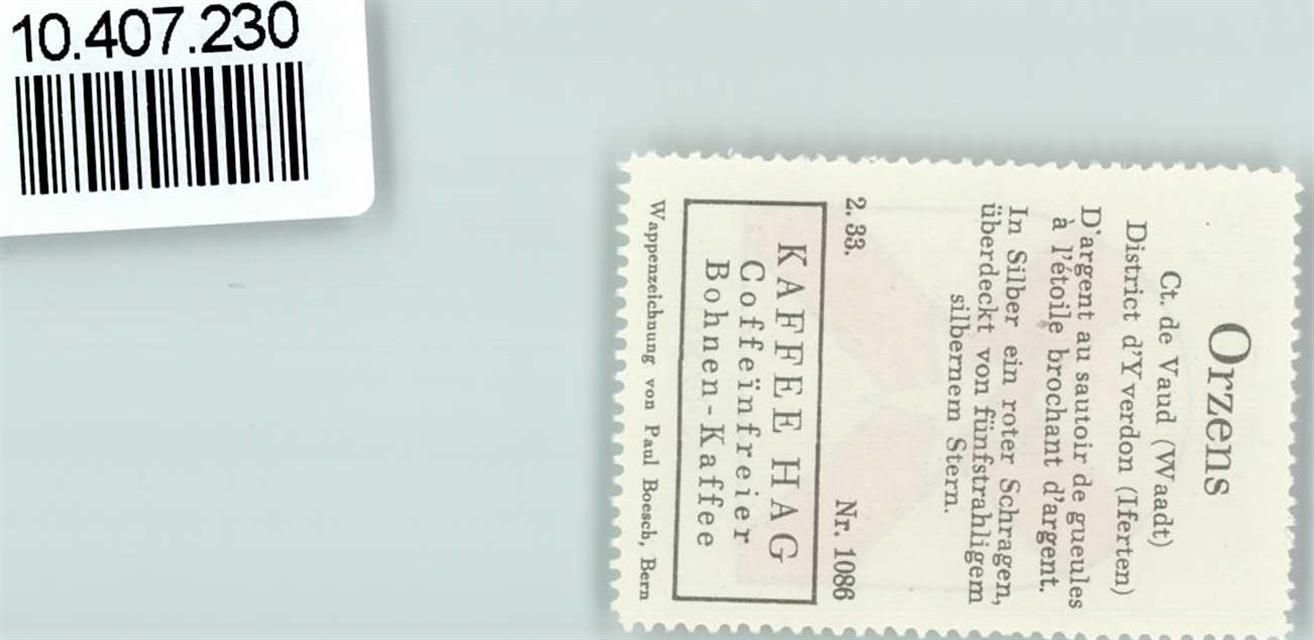 10.407.230
Orzens
Ct. de Vaud (Waadt)
District d'Yverdon (Iferten)
D'argent au sautoir de gueules
à l'étoile brochant d'argent.
In Silber ein roter Schragen,
überdeckt von fünfstrahligem
silbernem Stern.
2. 33. Nr. 1086
KAFFEE HAG
Coffeïnfreier
Bohnen-Kaffee
Wappenzeichnung von Paul Boesch, Bern